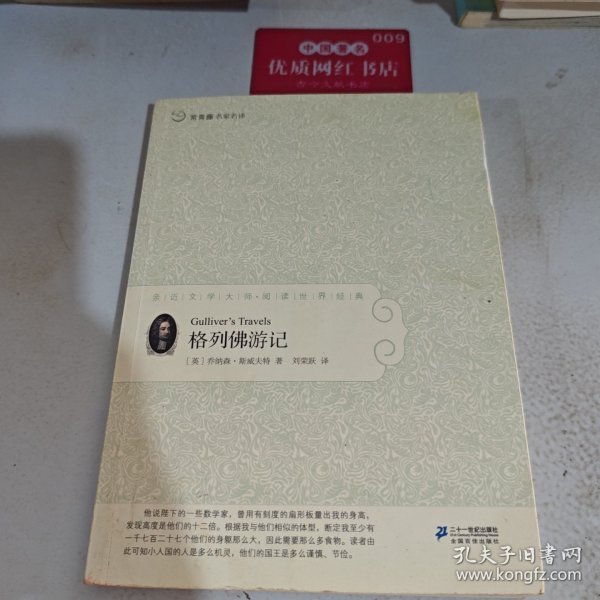 009
中国书名
优质网红书店
常青藤 名家名译
亲近文学大师·阅读世界经典
Gulliver's Travels
格列佛游记
［英］乔纳森·斯威夫特 著 刘荣跃 译
他说陛下的一些数学家，曾用有刻度的扇形板量出我的身高，
发现高度是他们的十二倍。根据我与他们相似的体型，断定我至少有
一千七百二十七个他们的身躯那么大，因此需要那么多食物。读者由
此可知小人国的人是多么机灵，他们的国王是多么谨慎、节俭。
21 二十一世纪出版社
21st Century Publishing House
全国百佳出版社
孔夫子旧书网
www.kongfz.com